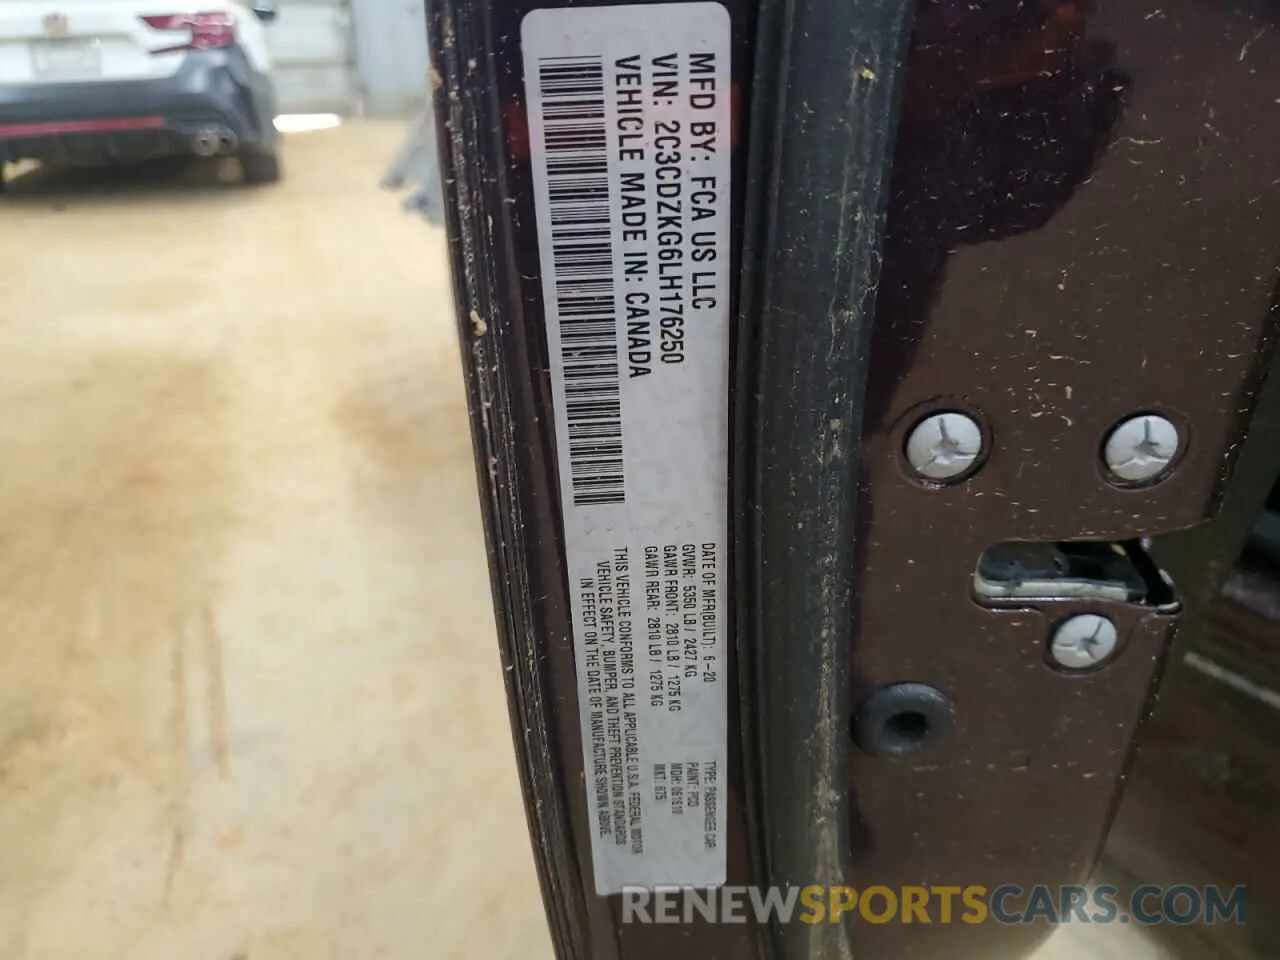 MFD BY: FCA US LLC
VIN: 2C3CDZKG6LH176250
VEHICLE MADE IN: CANADA
DATE OF MFR(BUILT): 6-20
GVWR: 5350 LB/ 2427 KG
GAWR FRONT: 2810 LB/ 1275 KG
GAWR REAR: 2810 LB/ 1275 KG
THIS VEHICLE CONFORMS TO ALL APPLICABLE U.S.A. FEDERAL MOTOR
VEHICLE SAFETY, BUMPER, AND THEFT PREVENTION STANDARDS
IN EFFECT ON THE DATE OF MANUFACTURE SHOWN ABOVE.
TYPE: PASSENGER CAR
PAINT:
MDH:
MKT:
RENEWSPORTSCARS.COM